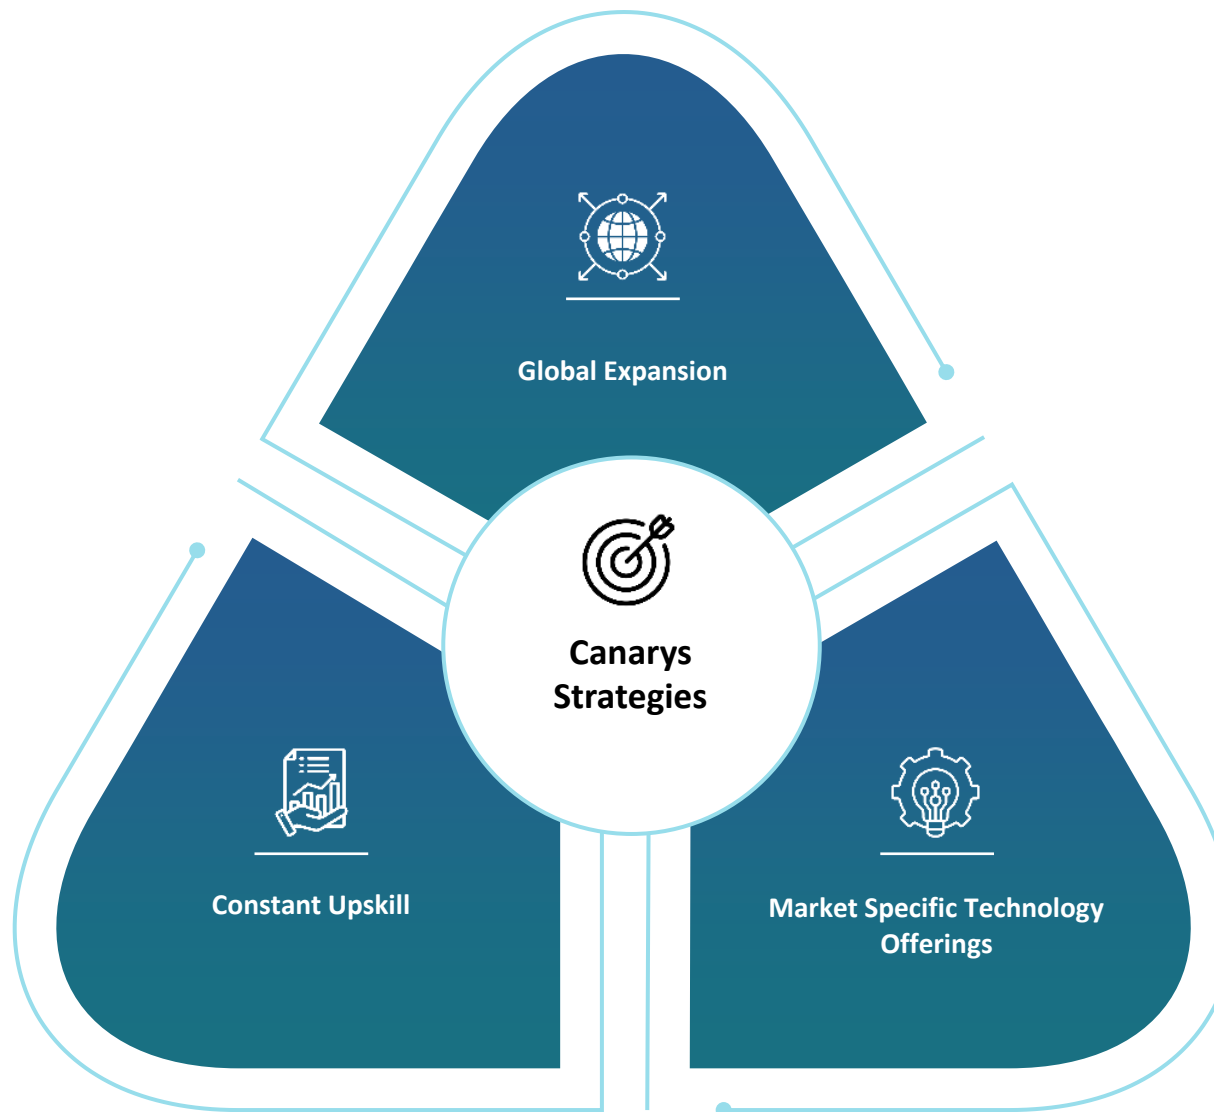 Global Expansion
Canarys
Strategies
Constant Upskill
Market Specific Technology
Offerings